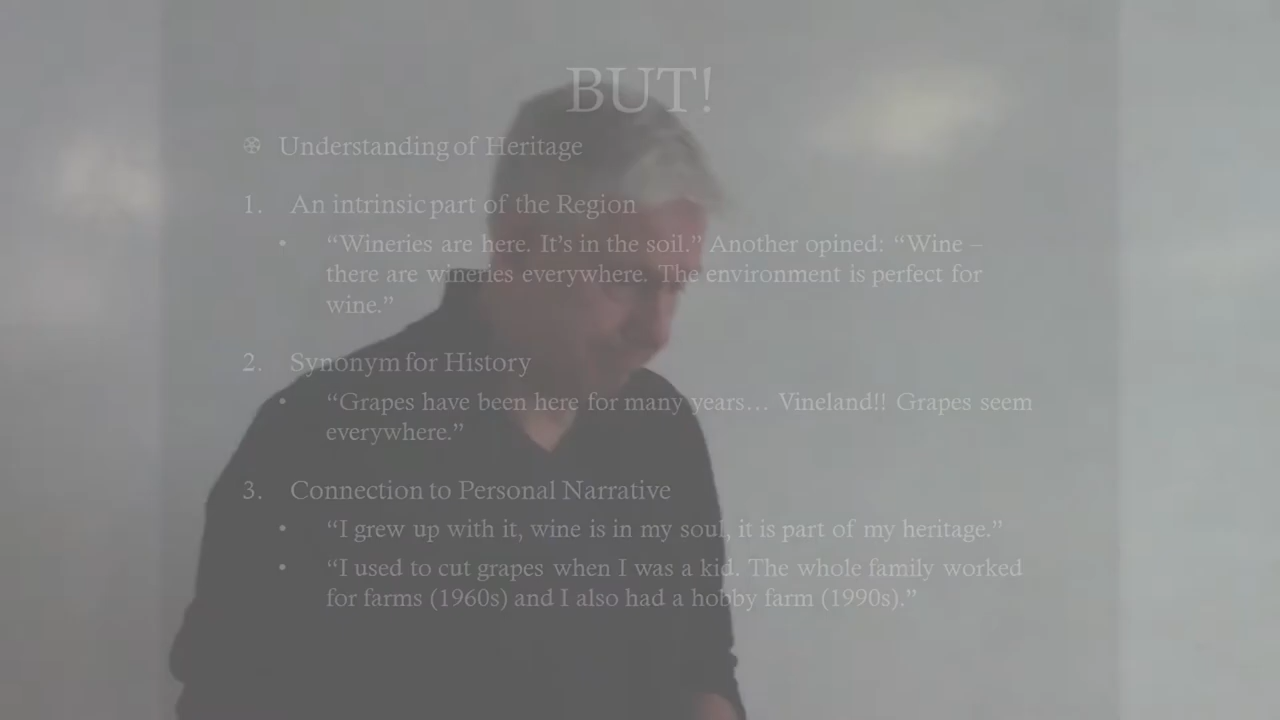 BUT!
Understanding of Heritage
1. An intrinsic part of the Region
• “Wineries are here. It’s in the soil.” Another opined: “Wine –
there are wineries everywhere. The environment is perfect for
wine.”
2. Synonym for History
• “Grapes have been here for many years… Vineland!! Grapes seem
everywhere.”
3. Connection to Personal Narrative
• “I grew up with it, wine is in my soul, it is part of my heritage.”
• “I used to cut grapes when I was a kid. The whole family worked
for farms (1960s) and I also had a hobby farm (1990s).”